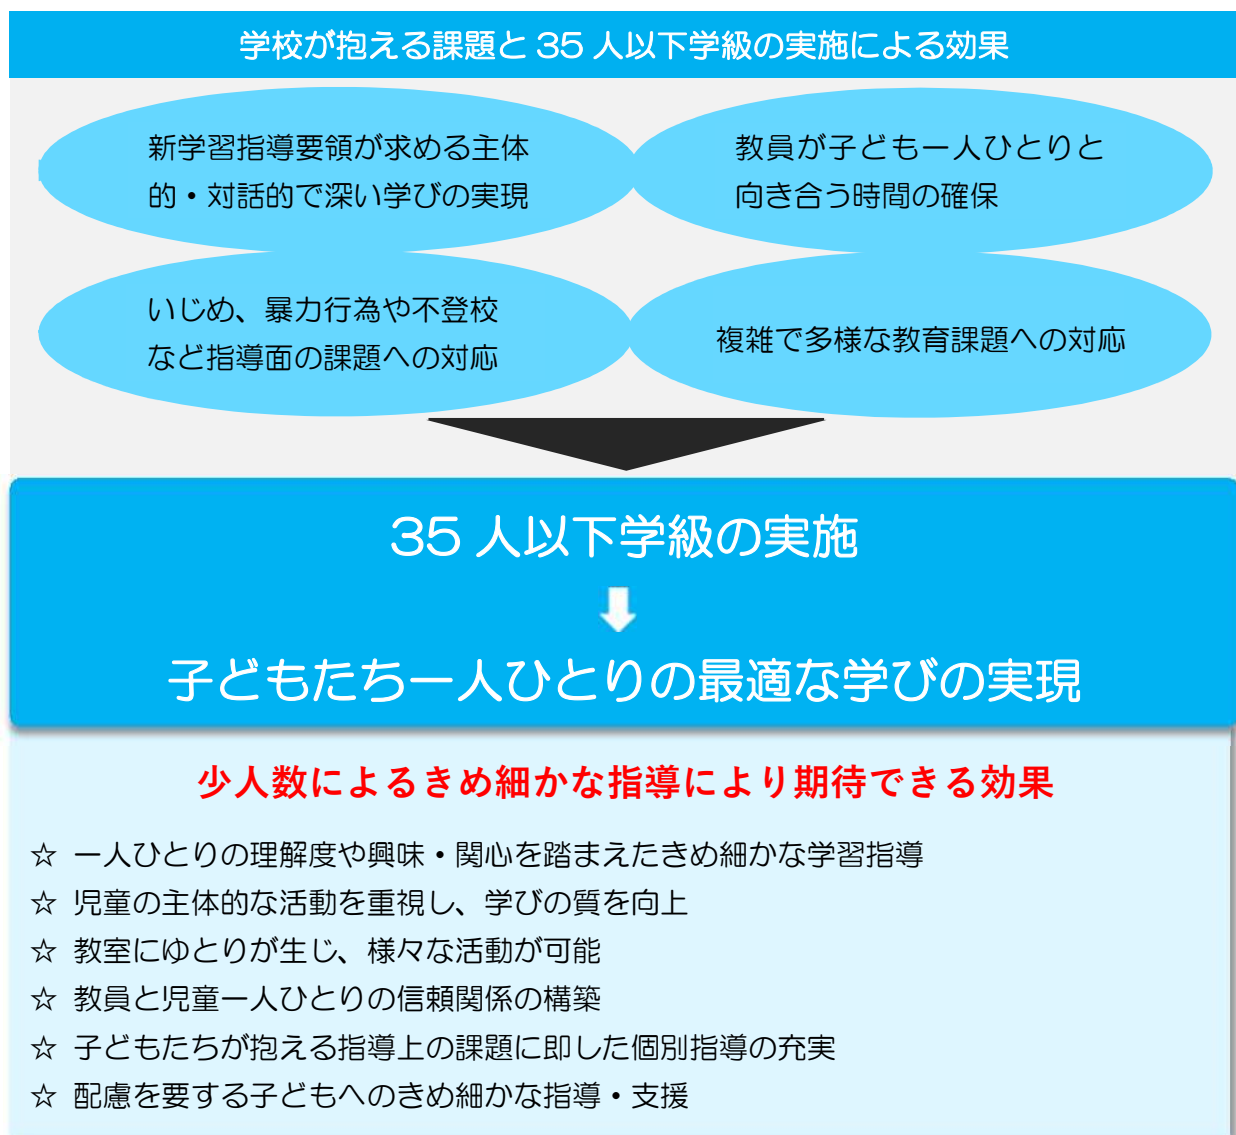 学校が抱える課題と 35 人以下学級の実施による効果
新学習指導要領が求める主体
的・対話的で深い学びの実現
教員が子ども一人ひとりと
向き合う時間の確保
いじめ、暴力行為や不登校
など指導面の課題への対応
複雑で多様な教育課題への対応
35 人以下学級の実施
子どもたち一人ひとりの最適な学びの実現
少人数によるきめ細かな指導により期待できる効果
☆ 一人ひとりの理解度や興味・関心を踏まえたきめ細かな学習指導
☆ 児童の主体的な活動を重視し、学びの質を向上
☆ 教室にゆとりが生じ、様々な活動が可能
☆ 教員と児童一人ひとりの信頼関係の構築
☆ 子どもたちが抱える指導上の課題に即した個別指導の充実
☆ 配慮を要する子どもへのきめ細かな指導・支援